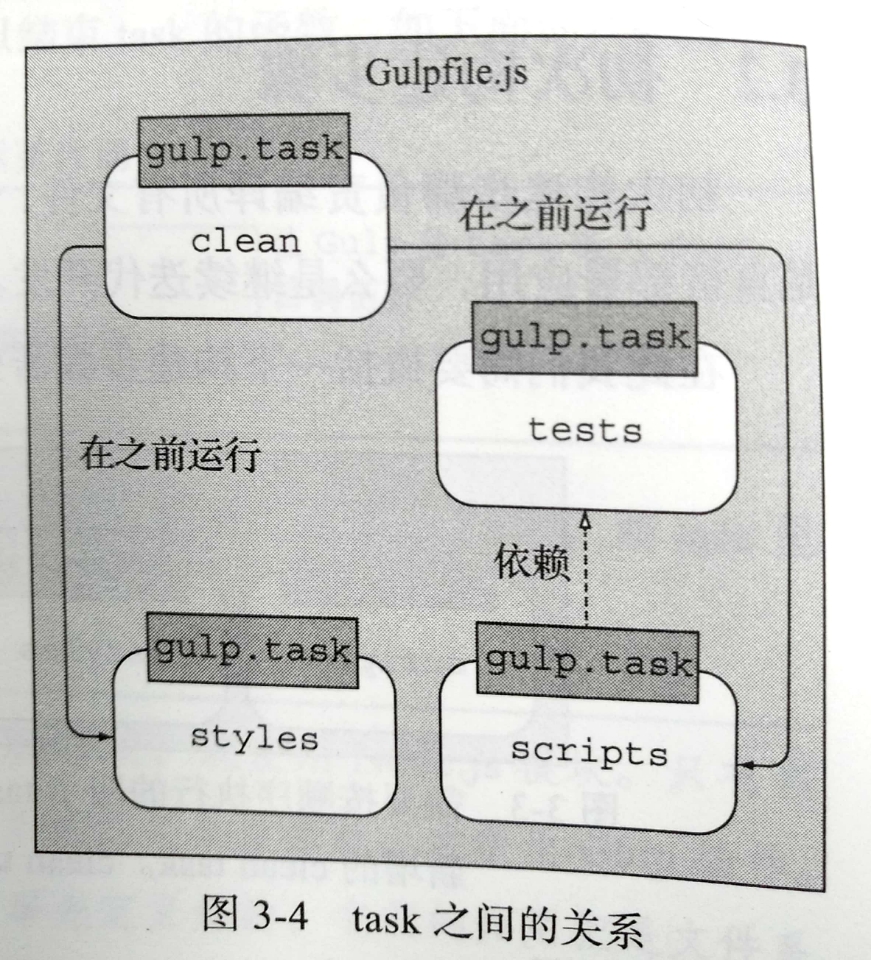 Gulpfile.js
gulp.task
clean
在之前运行
gulp.task
tests
在之前运行
依赖
gulp.task
styles
gulp.task
scripts
图 3-4 task 之间的关系